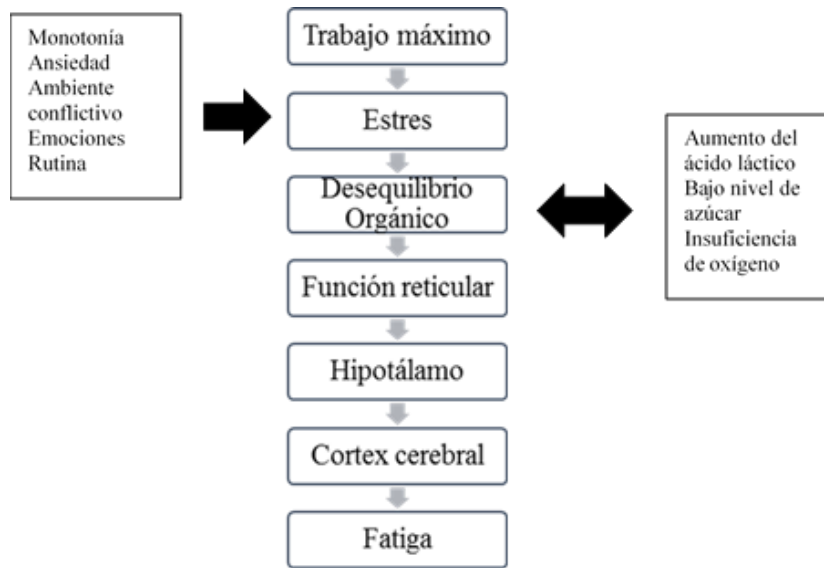 Monotonía
Ansiedad
Ambiente
conflictivo
Emociones
Rutina
Trabajo máximo
Estres
Desequilibrio
Orgánico
Función reticular
Hipotálamo
Cortex cerebral
Fatiga
Aumento del
ácido láctico
Bajo nivel de
azúcar
Insuficiencia
de oxígeno